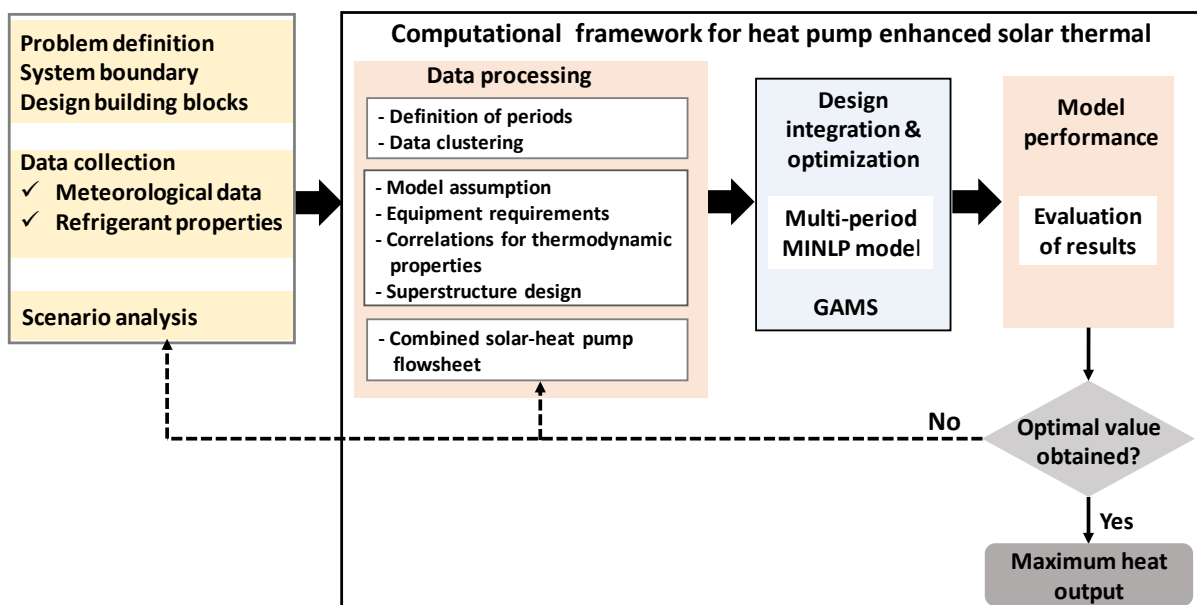 Problem definition
System boundary
Design building blocks
Data collection
✓ Meteorological data
✓ Refrigerant properties
Scenario analysis
Computational framework for heat pump enhanced solar thermal
Data processing
- Definition of periods
- Data clustering
- Model assumption
- Equipment requirements
- Correlations for thermodynamic
properties
- Superstructure design
- Combined solar-heat pump
flowsheet
Design
integration &
optimization
Multi-period
MINLP model
GAMS
Model
performance
Evaluation
of results
No
Optimal value
obtained?
Yes
Maximum heat
output